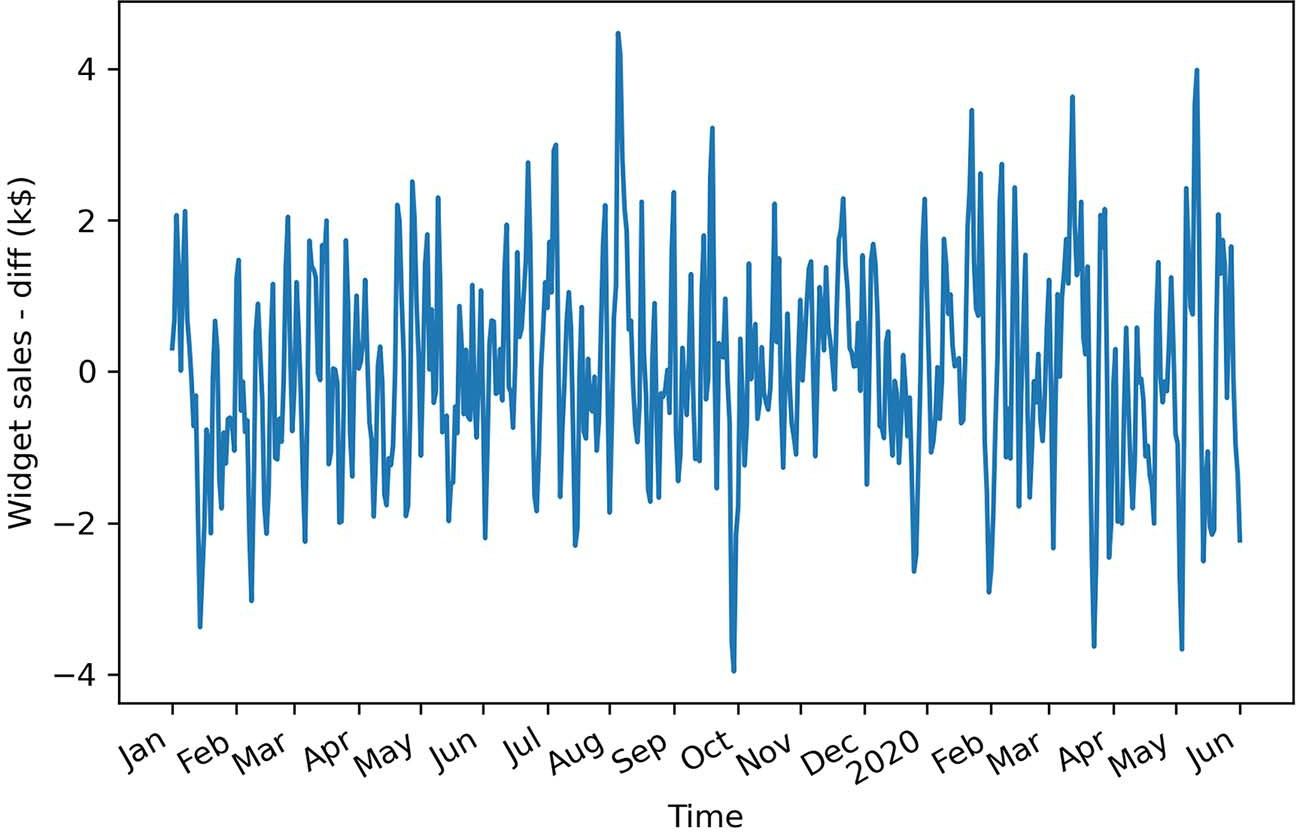 Widget sales - diff (k$)
4
2
0
−2
−4
Jan Feb Mar Apr May Jun Jul Aug Sep Oct Nov Dec 2020 Feb Mar Apr May Jun
Time